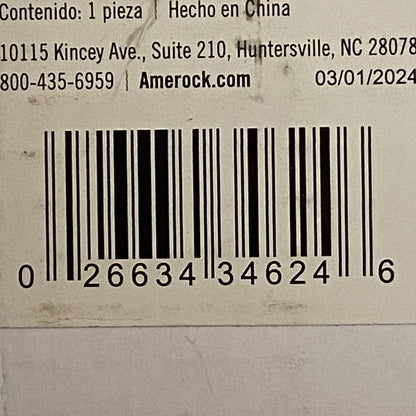 Contenido: 1 pieza | Hecho en China
10115 Kincey Ave., Suite 210, Huntersville, NC 28078
800-435-6959 | Amerock.com 03/01/2024
0 26634 34624 6